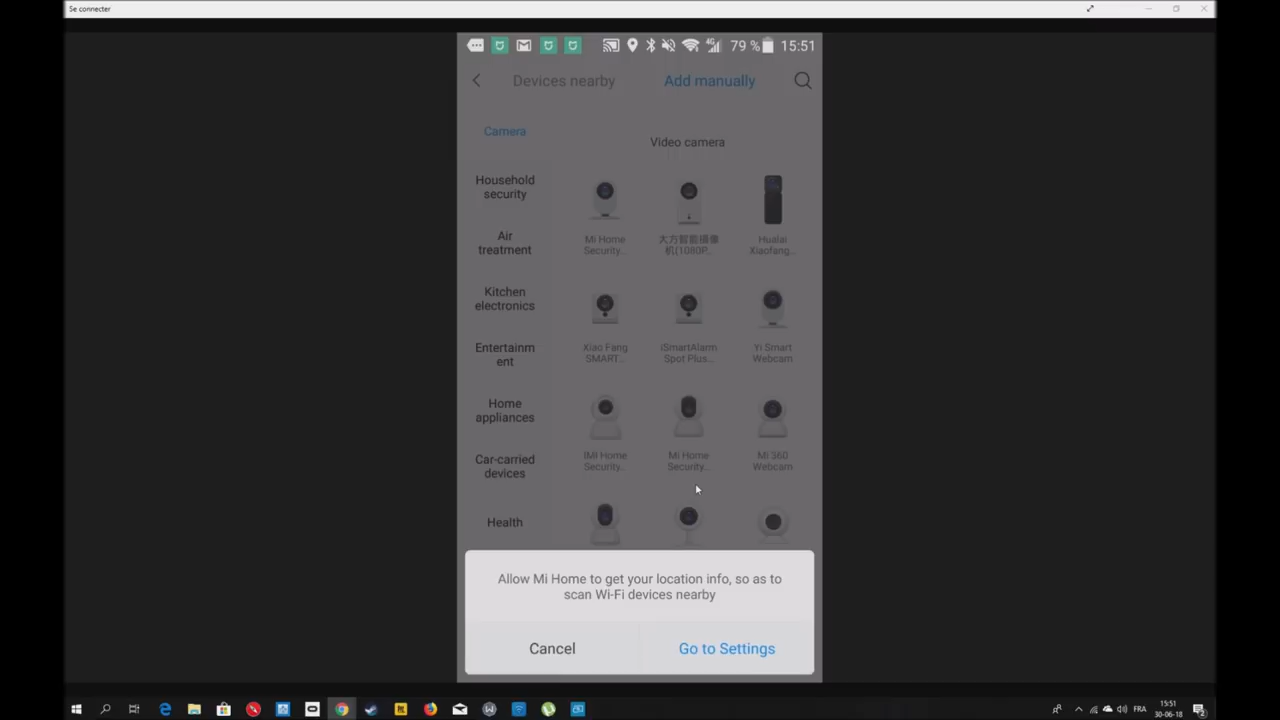 Se connecter
4G 79 % 15:51
Devices nearby Add manually
Camera
Video camera
Household
security
Air
treatment
Kitchen
electronics
Entertainm
ent
Home
appliances
Car-carried
devices
Health
Mi Home
Security..
大方智能摄像
机(1080P..
Hualai
Xiaofang..
Xiao Fang
SMART..
iSmartAlarm
Spot Plus..
Yi Smart
Webcam
IMI Home
Security..
Mi Home
Security..
Mi 360
Webcam
Allow Mi Home to get your location info, so as to
scan Wi-Fi devices nearby
Cancel Go to Settings
FRA
15:51
30-06-18
2